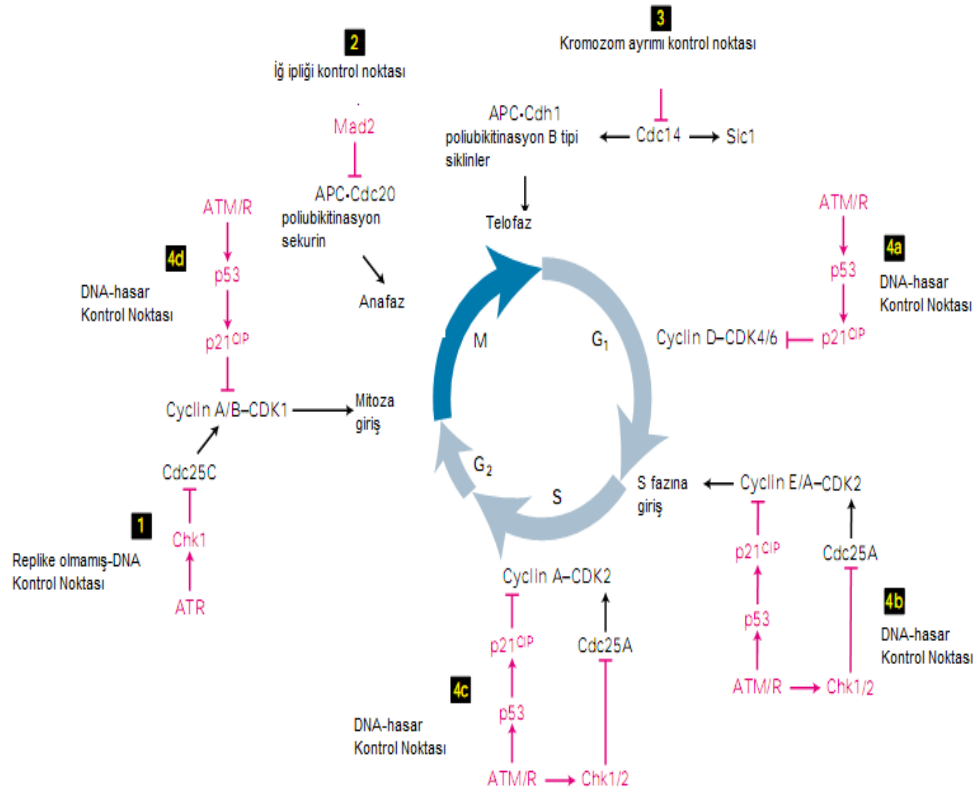 2
İğ ipliği kontrol noktası
Mad2
APC•Cdc20
poliubikitinasyon
sekurin
Anafaz
3
Kromozom ayrımı kontrol noktası
APC•Cdh1
poliubikitinasyon B tipi
siklinler
Cdc14
Slc1
Telofaz
ATM/R
4d
p53
DNA-hasar
Kontrol Noktası
p21CIP
Cyclin A/B–CDK1
Mitoza
giriş
Cdc25C
1
Chk1
Replike olmamış-DNA
Kontrol Noktası
ATR
M
G1
G2
S
ATM/R
4a
p53
DNA-hasar
Kontrol Noktası
Cyclin D–CDK4/6
p21CIP
S fazına
giriş
Cyclin E/A–CDK2
p21CIP
Cdc25A
4b
p53
DNA-hasar
Kontrol Noktası
ATM/R
Chk1/2
Cyclin A–CDK2
p21CIP
Cdc25A
4c
p53
DNA-hasar
Kontrol Noktası
ATM/R
Chk1/2